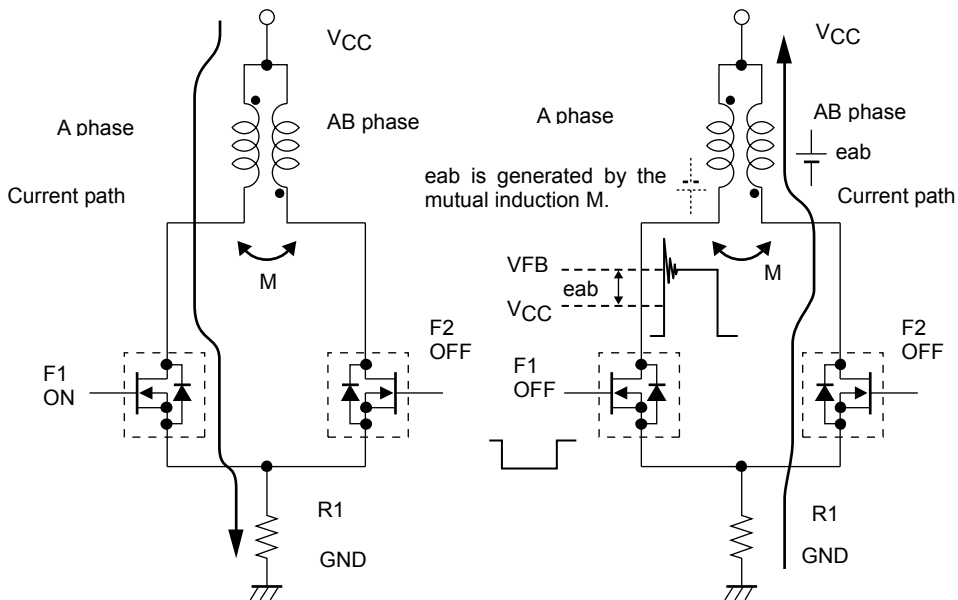 VCC
A phase
AB phase
Current path
M
F1
ON
F2
OFF
R1
GND
VCC
A phase
AB phase
eab
eab is generated by the
mutual induction M.
Current path
M
VFB
eab
VCC
F1
OFF
F2
OFF
R1
GND